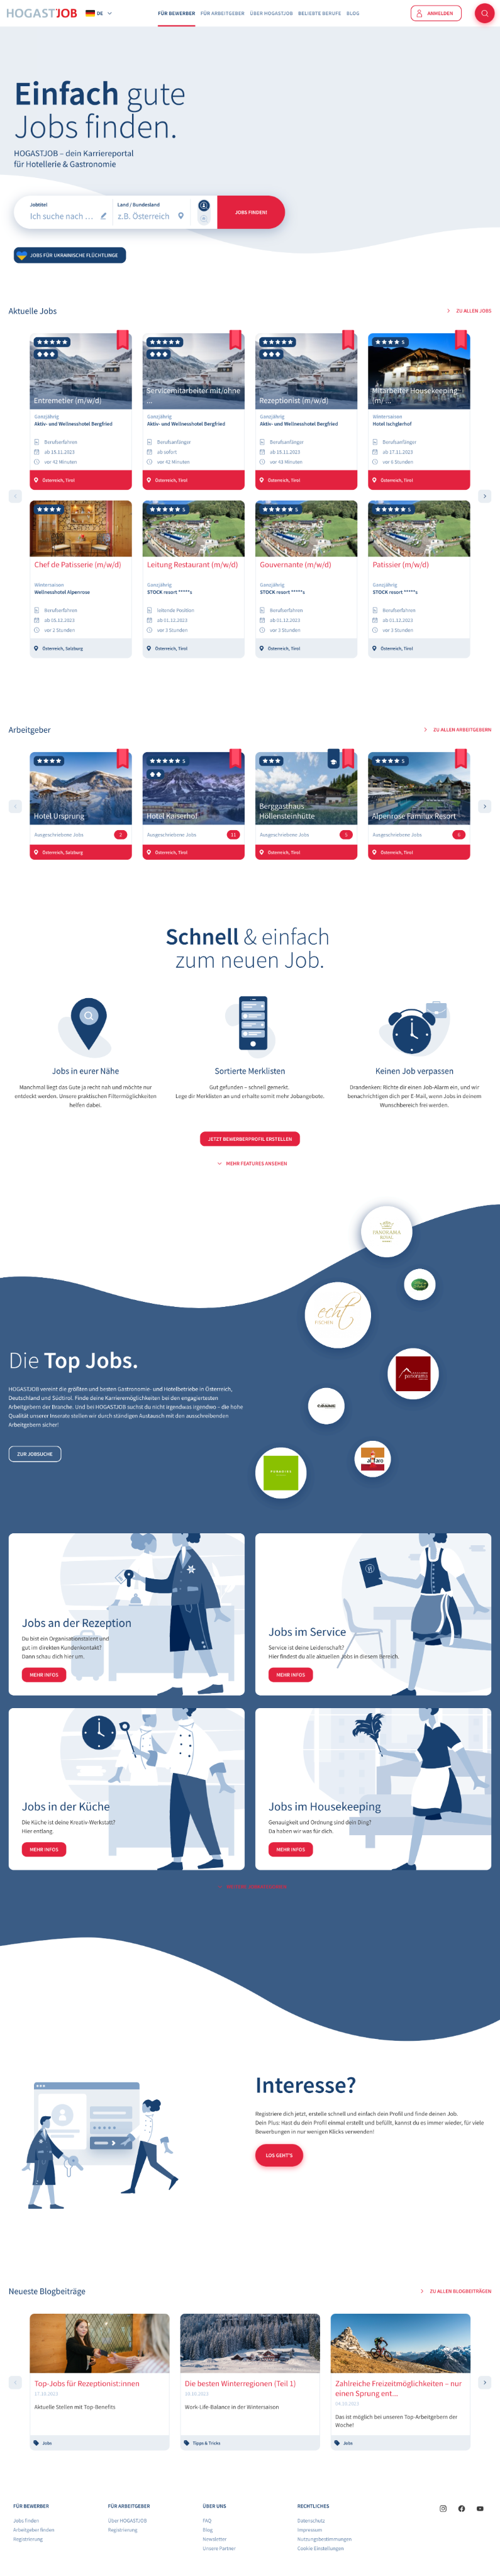 HOGASTJOB
DE
FÜR BEWERBER
FÜR ARBEITGEBER
ÜBER HOGASTJOB
BELIEBTE BERUFE
BLOG
ANMELDEN
Einfach gute
Jobs finden.
HOGASTJOB – dein Karriereportal
für Hotellerie & Gastronomie
Jobtitel
Ich suche nach …
Land / Bundesland
z.B. Österreich
JOBS FINDEN!
JOBS FÜR UKRAINISCHE FLÜCHTLINGE
Aktuelle Jobs
ZU ALLEN JOBS
Entremetier (m/w/d)
Ganzjährig
Aktiv- und Wellnesshotel Bergfried
Berufserfahren
ab 15.11.2023
vor 42 Minuten
Österreich, Tirol
Servicemitarbeiter mit/ohne
...
Ganzjährig
Aktiv- und Wellnesshotel Bergfried
Berufsanfänger
ab sofort
vor 42 Minuten
Österreich, Tirol
Rezeptionist (m/w/d)
Ganzjährig
Aktiv- und Wellnesshotel Bergfried
Berufsanfänger
ab 15.11.2023
vor 43 Minuten
Österreich, Tirol
S
Mitarbeiter Housekeeping
(m/ ...
Wintersaison
Hotel Ischglerhof
Berufsanfänger
ab 17.11.2023
Österreich, Tirol
Chef de Patisserie (m/w/d)
Wintersaison
Wellnesshotel Alpenrose
Berufserfahren
vor 2 Stunden
Österreich, Salzburg
S
Leitung Restaurant (m/w/d)
Ganzjährig
STOCK resort *****s
leitende Position
ab 01.12.2023
vor 3 Stunden
Österreich, Tirol
S
Gouvernante (m/w/d)
Ganzjährig
STOCK resort *****s
Berufserfahren
ab 01.12.2023
vor 3 Stunden
Österreich, Tirol
S
Patissier (m/w/d)
Ganzjährig
STOCK resort *****s
Berufserfahren
ab 01.12.2023
vor 3 Stunden
Österreich, Tirol
Arbeitgeber
ZU ALLEN ARBEITGEBERN
Hotel Ursprung
Ausgeschriebene Jobs
2
Österreich, Salzburg
S
Hotel Kaiserhof
Ausgeschriebene Jobs
11
Österreich, Tirol
Berggasthaus
Höllensteinhütte
Ausgeschriebene Jobs
5
Österreich, Tirol
S
Alpenrose Familux Resort
Ausgeschriebene Jobs
Österreich, Tirol
Schnell & einfach
zum neuen Job.
Jobs in eurer Nähe
Manchmal liegt das Gute ja recht nah und möchte nur
entdeckt werden. Unsere praktischen Filtermöglichkeiten
helfen dabei.
Sortierte Merklisten
Gut gefunden – schnell gemerkt.
Lege dir Merklisten an und erhalte somit mehr Jobangebote.
Keinen Job verpassen
Drandenken: Richte dir einen Job-Alarm ein, und wir
benachrichtigen dich per E-Mail, wenn Jobs in deinem
Wunschbereich frei werden.
JETZT BEWERBERPROFIL ERSTELLEN
MEHR FEATURES ANSEHEN
PANORAMA
ROYAL
echt
panorama
Die Top Jobs.
HOGASTJOB vereint die größten und besten Gastronomie- und Hotelbetriebe in Österreich,
Deutschland und Südtirol. Finde deine Karrieremöglichkeiten bei den engagiertesten
Arbeitgebern der Branche. Und bei HOGASTJOB suchst du nicht irgendwas irgendwo – die hohe
Qualität unserer Inserate stellen wir durch ständigen Austausch mit den ausschreibenden
Arbeitgebern sicher!
ZUR JOBSUCHE
PARADISO
Jobs an der Rezeption
Du bist ein Organisationstalent und
gut im direkten Kundenkontakt?
Dann schau dich hier um.
MEHR INFOS
Jobs im Service
Service ist deine Leidenschaft?
Hier findest du alle aktuellen Jobs in diesem Bereich.
MEHR INFOS
Jobs in der Küche
Die Küche ist deine Kreativ-Werkstatt?
Hier entlang.
MEHR INFOS
Jobs im Housekeeping
Genauigkeit und Ordnung sind dein Ding?
Da haben wir was für dich.
MEHR INFOS
Interesse?
Registriere dich jetzt, erstelle schnell und einfach dein Profil und finde deinen Job.
Dein Plus: Hast du dein Profil einmal erstellt und befüllt, kannst du es immer wieder, für viele
Bewerbungen in nur wenigen Klicks verwenden!
LOS GEHT'S
Neueste Blogbeiträge
ZU ALLEN BLOGBEITRÄGEN
Top-Jobs für Rezeptionist:innen
17.10.2023
Aktuelle Stellen mit Top-Benefits
Jobs
Die besten Winterregionen (Teil 1)
Work-Life-Balance in der Wintersaison
Tipps & Tricks
Zahlreiche Freizeitmöglichkeiten – nur
einen Sprung ent...
Das ist möglich bei unseren Top-Arbeitgebern der
Woche!
Jobs
FÜR BEWERBER
Jobs finden
Arbeitgeber finden
Registrierung
FÜR ARBEITGEBER
Über HOGASTJOB
Registrierung
ÜBER UNS
FAQ
Blog
Newsletter
Unsere Partner
RECHTLICHES
Datenschutz
Impressum
Nutzungsbestimmungen
Cookie Einstellungen